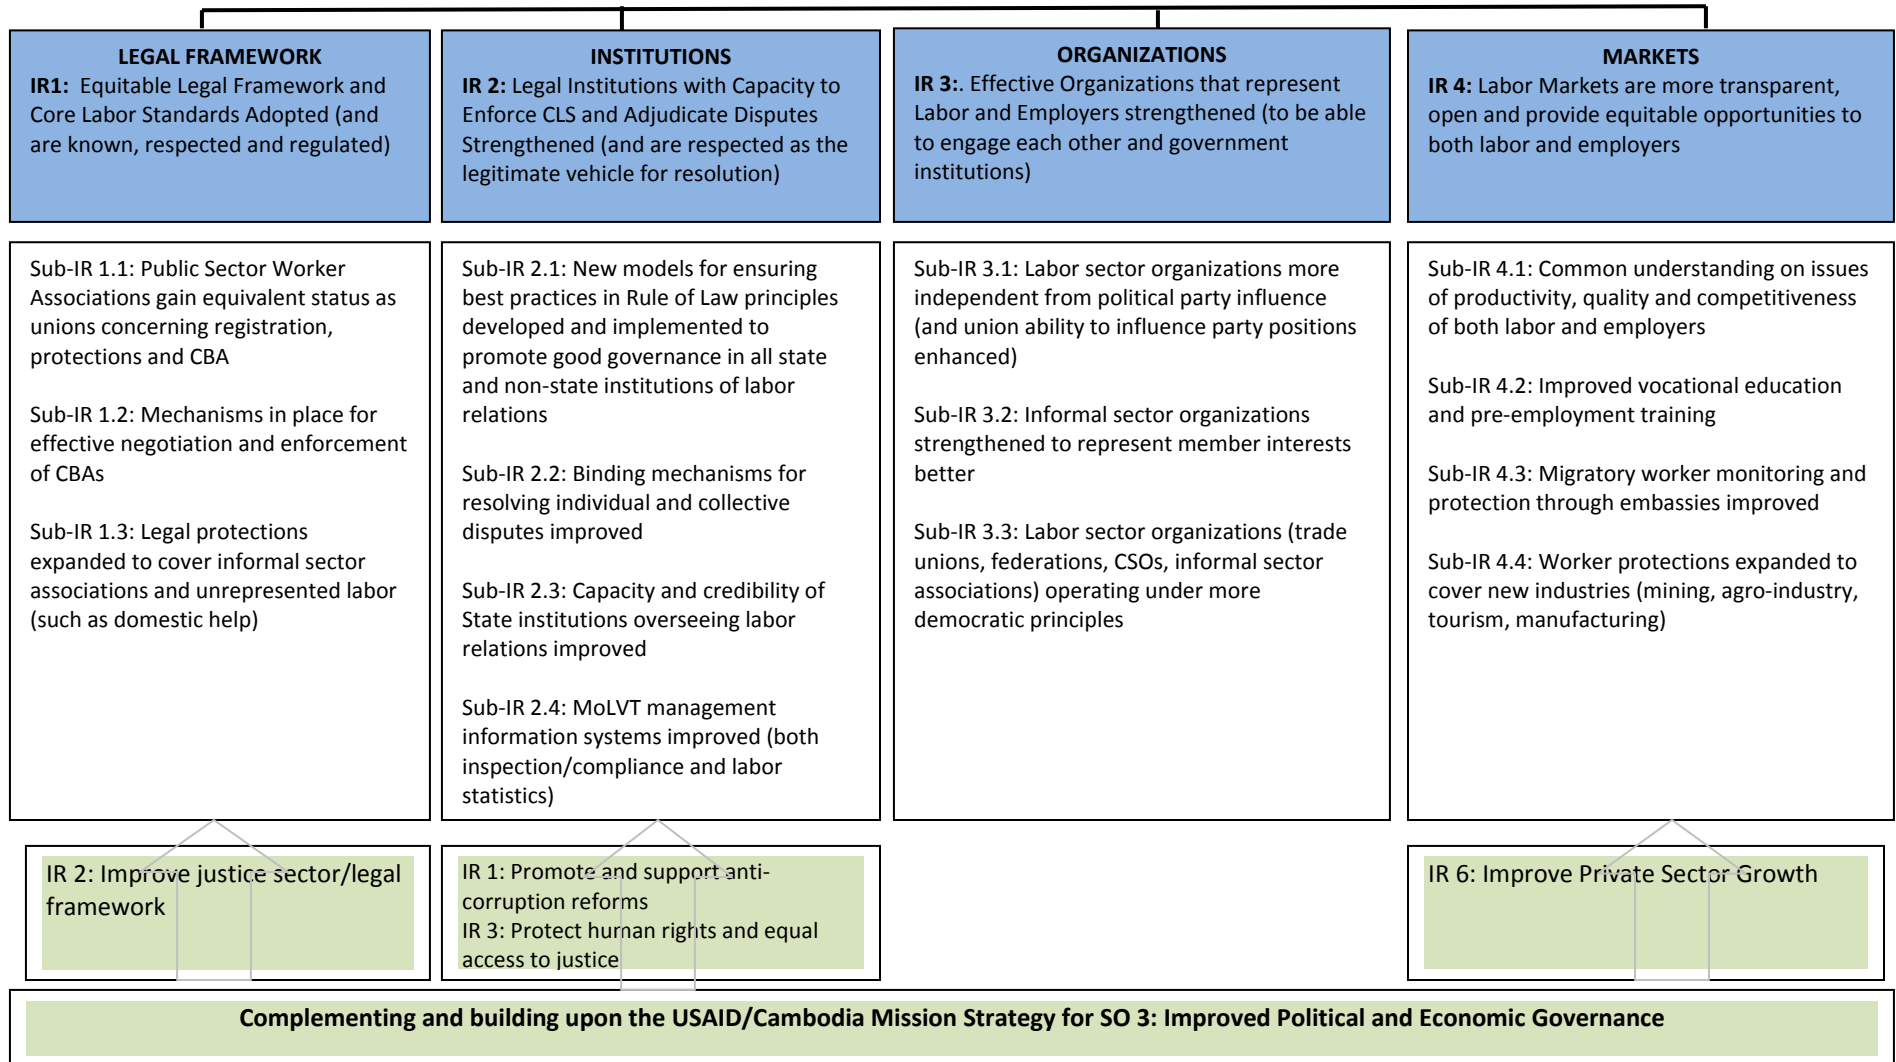 LEGAL FRAMEWORK
IR1: Equitable Legal Framework and
Core Labor Standards Adopted (and
are known, respected and regulated)
INSTITUTIONS
IR 2: Legal Institutions with Capacity to
Enforce CLS and Adjudicate Disputes
Strengthened (and are respected as the
legitimate vehicle for resolution)
ORGANIZATIONS
IR 3:. Effective Organizations that represent
Labor and Employers strengthened (to be able
to engage each other and government
institutions)
MARKETS
IR 4: Labor Markets are more transparent,
open and provide equitable opportunities to
both labor and employers
Sub-IR 1.1: Public Sector Worker
Associations gain equivalent status as
unions concerning registration,
protections and CBA
Sub-IR 1.2: Mechanisms in place for
effective negotiation and enforcement
of CBAs
Sub-IR 1.3: Legal protections
expanded to cover informal sector
associations and unrepresented labor
(such as domestic help)
Sub-IR 2.1: New models for ensuring
best practices in Rule of Law principles
developed and implemented to
promote good governance in all state
and non-state institutions of labor
relations
Sub-IR 2.2: Binding mechanisms for
resolving individual and collective
disputes improved
Sub-IR 2.3: Capacity and credibility of
State institutions overseeing labor
relations improved
Sub-IR 2.4: MoLVT management
information systems improved (both
inspection/compliance and labor
statistics)
Sub-IR 3.1: Labor sector organizations more
independent from political party influence
(and union ability to influence party positions
enhanced)
Sub-IR 3.2: Informal sector organizations
strengthened to represent member interests
better
Sub-IR 3.3: Labor sector organizations (trade
unions, federations, CSOs, informal sector
associations) operating under more
democratic principles
Sub-IR 4.1: Common understanding on issues
of productivity, quality and competitiveness
of both labor and employers
Sub-IR 4.2: Improved vocational education
and pre-employment training
Sub-IR 4.3: Migratory worker monitoring and
protection through embassies improved
Sub-IR 4.4: Worker protections expanded to
cover new industries (mining, agro-industry,
tourism, manufacturing)
IR 2: Improve justice sector/legal
framework
IR 1: Promote and support anti-
corruption reforms
IR 3: Protect human rights and equal
access to justice
IR 6: Improve Private Sector Growth
Complementing and building upon the USAID/Cambodia Mission Strategy for SO 3: Improved Political and Economic Governance